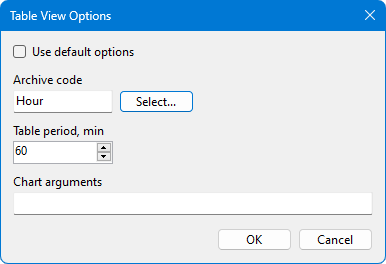 Table View Options
Use default options
Archive code
Hour
Select...
Table period, min
60
Chart arguments
OK
Cancel